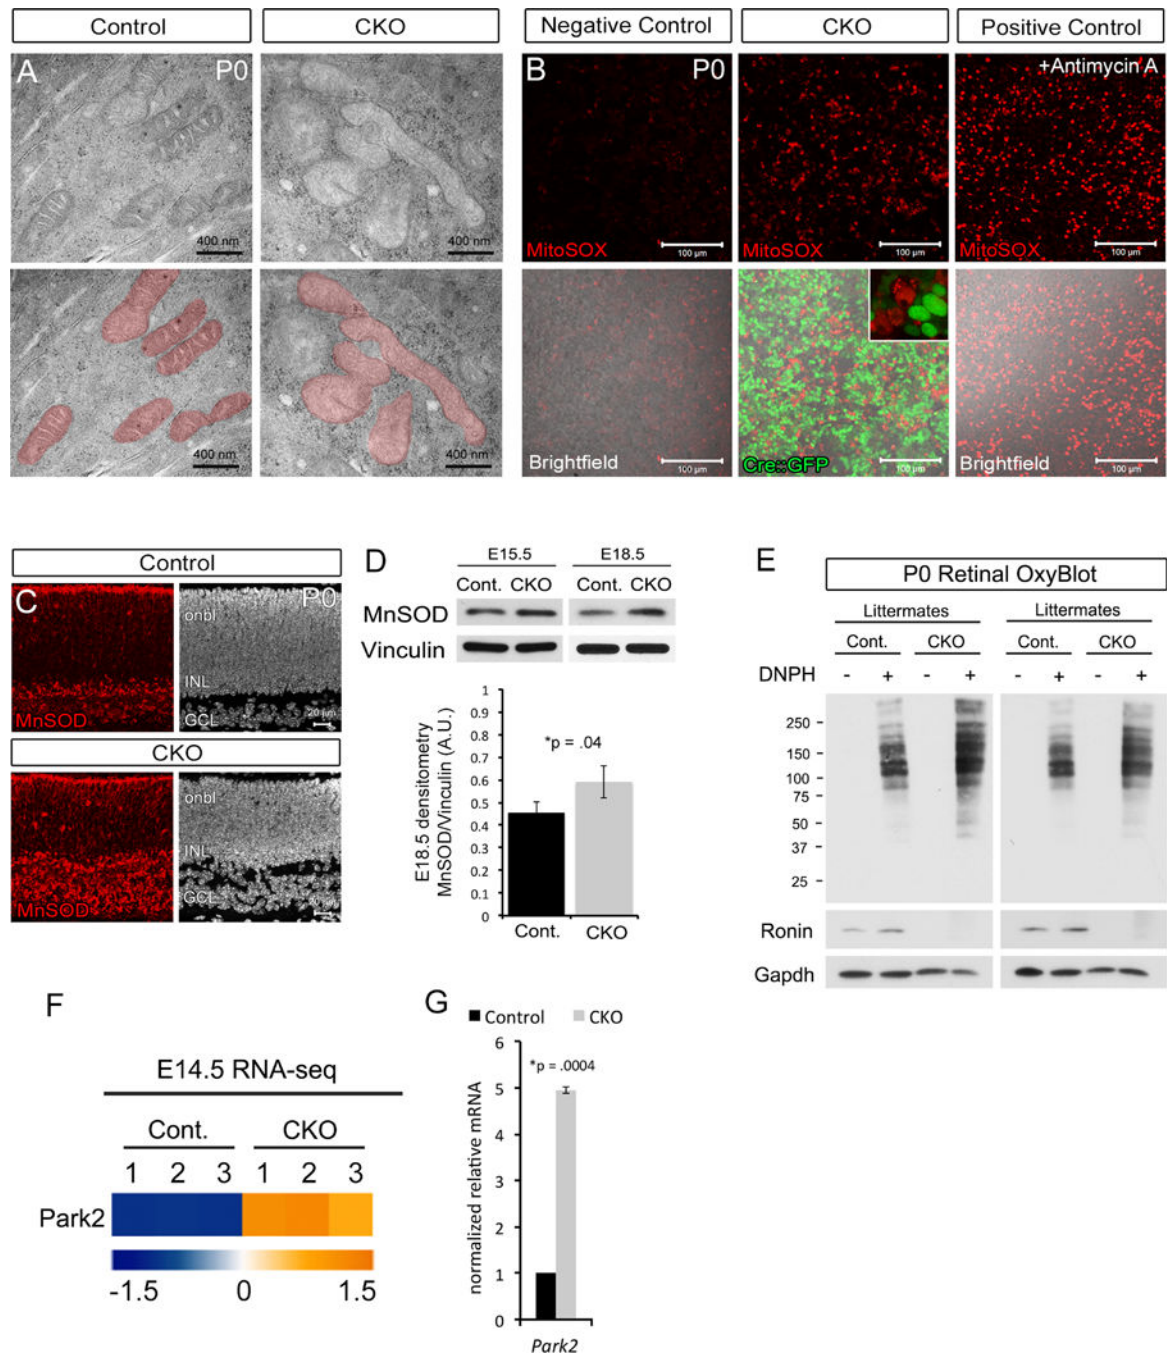 Control
CKO
A
P0
400 nm
400 nm
400 nm
400 nm
Negative Control
CKO
Positive Control
B
P0
+Antimycin A
MitoSOX
100 µm
MitoSOX
100 µm
MitoSOX
100 µm
Brightfield
100 µm
Cre::GFP
100 µm
Brightfield
100 µm
Control
C
P0
onbl
INL
GCL
MnSOD
20 µm
CKO
onbl
INL
GCL
MnSOD
20 µm
D
E15.5 E18.5
Cont. CKO Cont. CKO
MnSOD
Vinculin
E18.5 densitometry
MnSOD/Vinculin (A.U.)
1
0.9
0.8
0.7
0.6
0.5
0.4
0.3
0.2
0.1
0
*p = .04
Cont. CKO
E
P0 Retinal OxyBlot
Littermates Littermates
Cont. CKO Cont. CKO
DNPH - + - + - + - +
250
150
100
75
50
37
25
Ronin
Gapdh
F
E14.5 RNA-seq
Cont. CKO
1 2 3 1 2 3
Park2
-1.5 0 1.5
G
Control CKO
normalized relative mRNA
6
5
4
3
2
1
0
*p = .0004
Park2